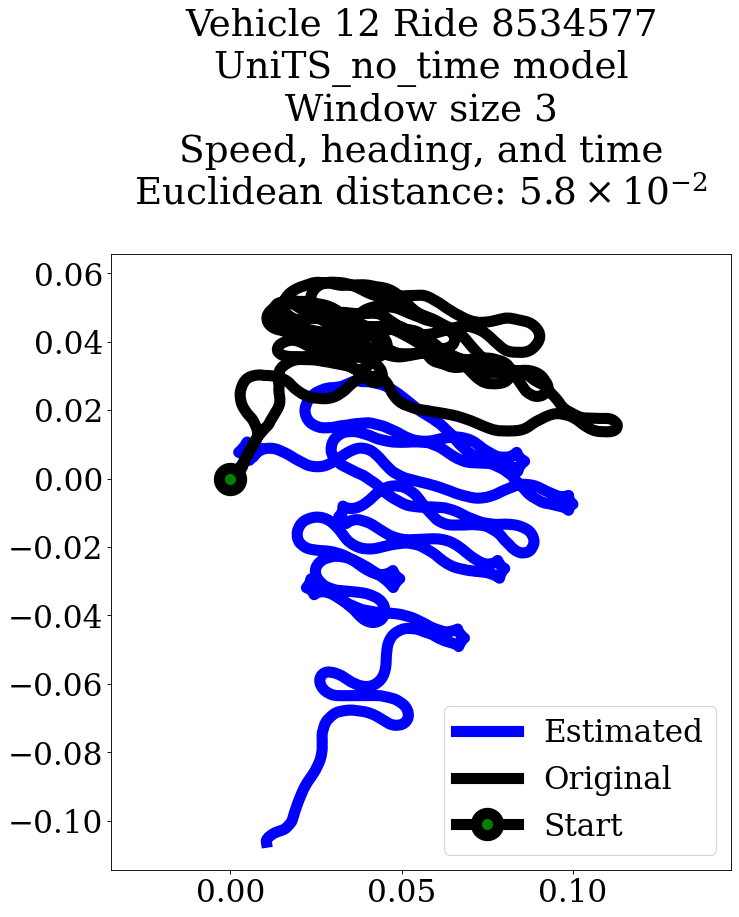 Vehicle 12 Ride 8534577
UniTS_no_time model
Window size 3
Speed, heading, and time
Euclidean distance: 5.8 × 10⁻²
0.06
0.04
0.02
0.00
−0.02
−0.04
−0.06
−0.08
−0.10
Estimated
Original
Start
0.00 0.05 0.10